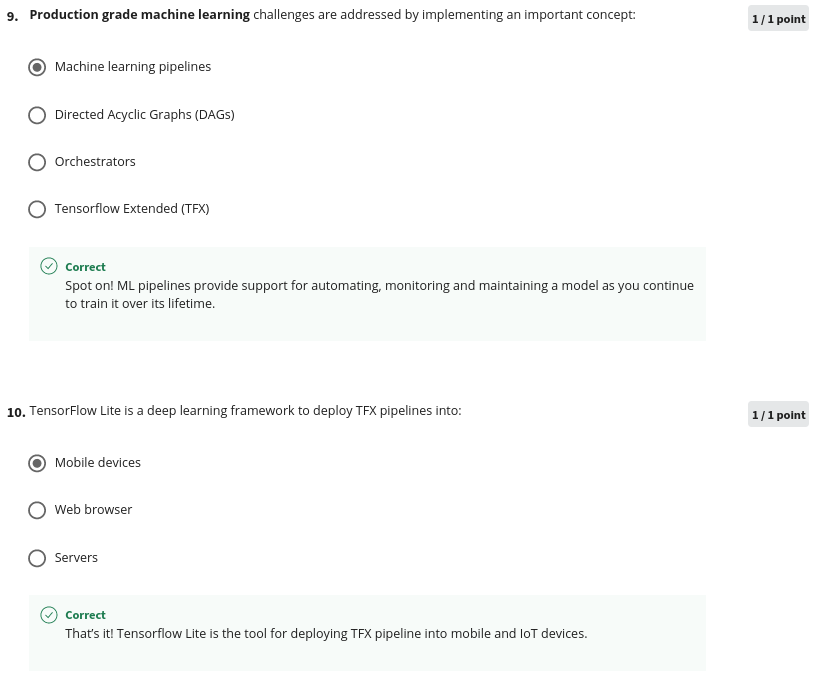 9. Production grade machine learning challenges are addressed by implementing an important concept:
1 / 1 point
Machine learning pipelines
Directed Acyclic Graphs (DAGs)
Orchestrators
Tensorflow Extended (TFX)
Correct
Spot on! ML pipelines provide support for automating, monitoring and maintaining a model as you continue
to train it over its lifetime.
10. TensorFlow Lite is a deep learning framework to deploy TFX pipelines into:
1 / 1 point
Mobile devices
Web browser
Servers
Correct
That's it! Tensorflow Lite is the tool for deploying TFX pipeline into mobile and IoT devices.